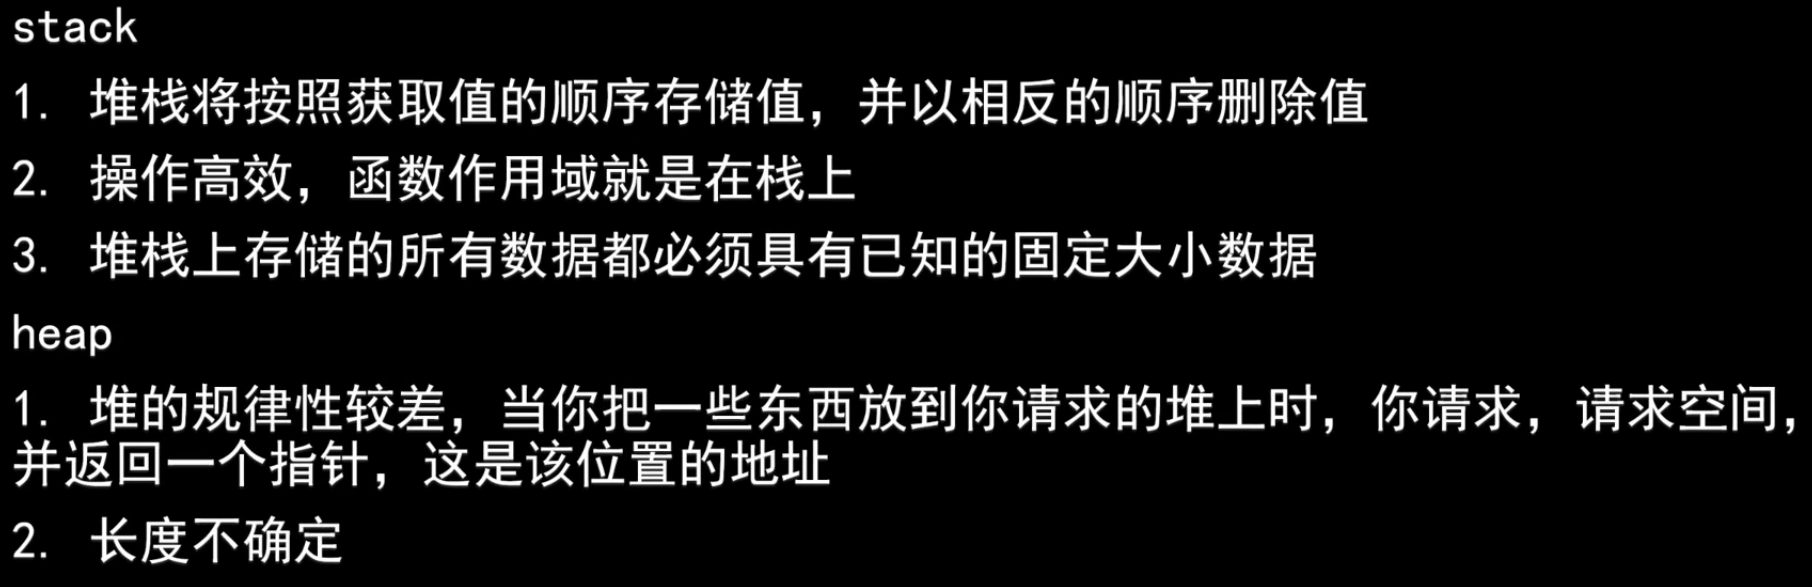 stack
1. 堆栈将按照获取值的顺序存储值，并以相反的顺序删除值
2. 操作高效，函数作用域就是在栈上
3. 堆栈上存储的所有数据都必须具有已知的固定大小数据
heap
1. 堆的规律性较差，当你把一些东西放到你请求的堆上时，你请求，请求空间，
并返回一个指针，这是该位置的地址
2. 长度不确定